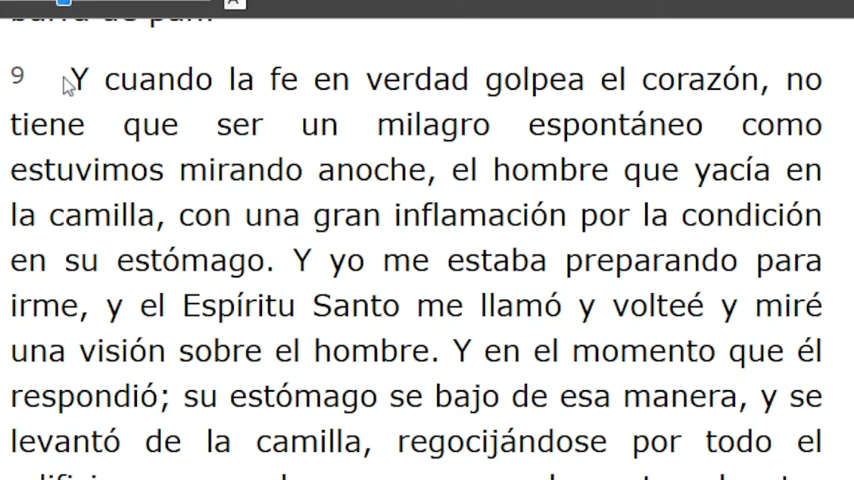 barra de pan.
9 Y cuando la fe en verdad golpea el corazón, no
tiene que ser un milagro espontáneo como
estuvimos mirando anoche, el hombre que yacía en
la camilla, con una gran inflamación por la condición
en su estómago. Y yo me estaba preparando para
irme, y el Espíritu Santo me llamó y volteé y miré
una visión sobre el hombre. Y en el momento que él
respondió; su estómago se bajo de esa manera, y se
levantó de la camilla, regocijándose por todo el